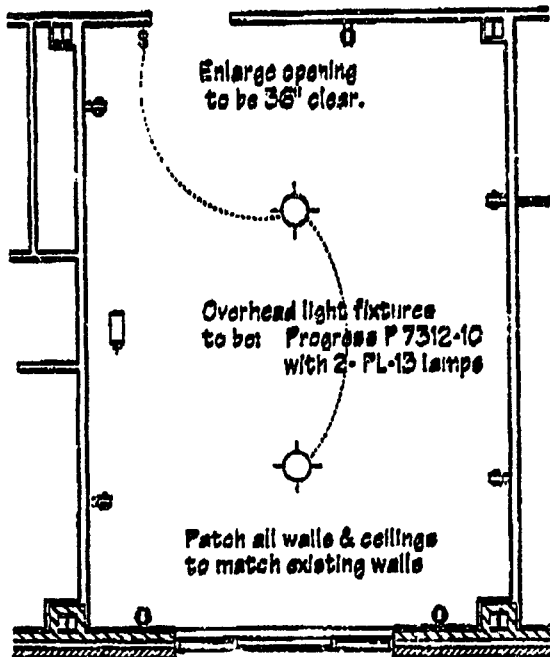 S
Enlarge opening
to be 36" clear.
Overhead light fixtures
to be: Progress P 7312-10
with 2- PL-13 lamps
Patch all walls & ceilings
to match existing walls